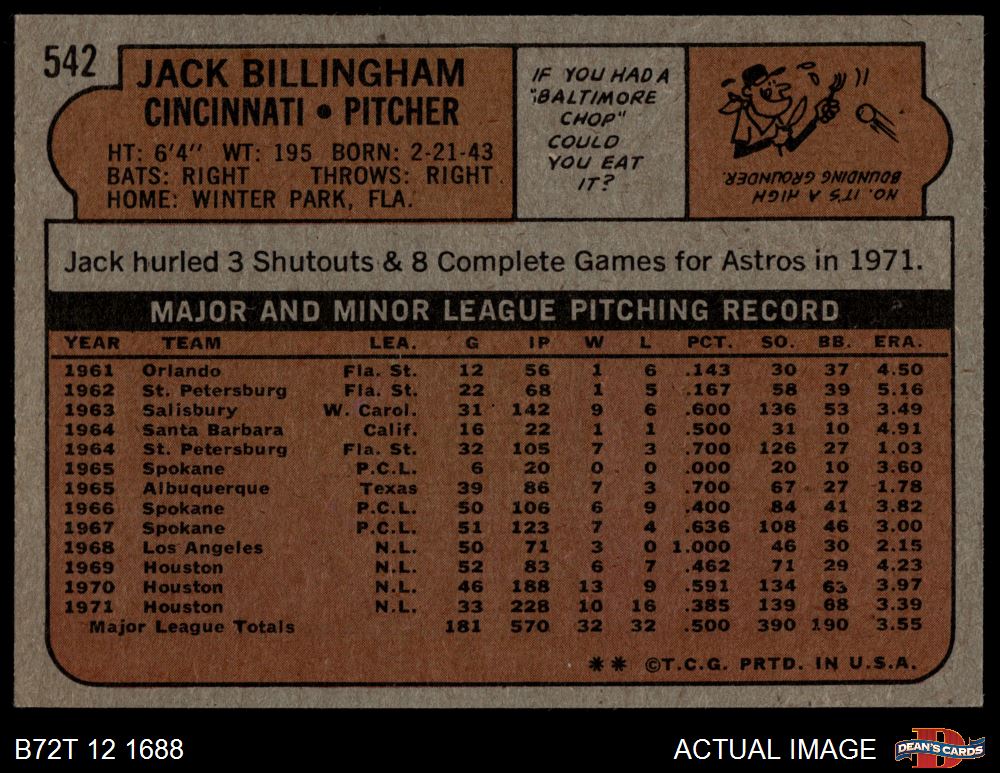 542
JACK BILLINGHAM
CINCINNATI • PITCHER
HT: 6'4" WT: 195 BORN: 2-21-43
BATS: RIGHT THROWS: RIGHT
HOME: WINTER PARK, FLA.
IF YOU HAD A
"BALTIMORE
CHOP"
COULD
YOU EAT
IT?
NO. IT'S A HIGH
BOUNDING GROUNDER.
Jack hurled 3 Shutouts & 8 Complete Games for Astros in 1971.
MAJOR AND MINOR LEAGUE PITCHING RECORD
YEAR TEAM LEA. G IP W L PCT. SO. BB. ERA.
1961 Orlando Fla. St. 12 56 1 6 .143 30 37 4.50
1962 St. Petersburg Fla. St. 22 68 1 5 .167 58 39 5.16
1963 Salisbury W. Carol. 31 142 9 6 .600 136 53 3.49
1964 Santa Barbara Calif. 16 22 1 1 .500 31 10 4.91
1964 St. Petersburg Fla. St. 32 105 7 3 .700 126 27 1.03
1965 Spokane P.C.L. 6 20 0 0 .000 20 10 3.60
1965 Albuquerque Texas 39 86 7 3 .700 67 27 1.78
1966 Spokane P.C.L. 50 106 6 9 .400 84 41 3.82
1967 Spokane P.C.L. 51 123 7 4 .636 108 46 3.00
1968 Los Angeles N.L. 50 71 3 0 1.000 46 30 2.15
1969 Houston N.L. 52 83 6 7 .462 71 29 4.23
1970 Houston N.L. 46 188 13 9 .591 134 63 3.97
1971 Houston N.L. 33 228 10 16 .385 139 68 3.39
Major League Totals 181 570 32 32 .500 390 190 3.55
** ©T.C.G. PRTD. IN U.S.A.
B72T 12 1688
ACTUAL IMAGE
D
DEAN'S CARDS